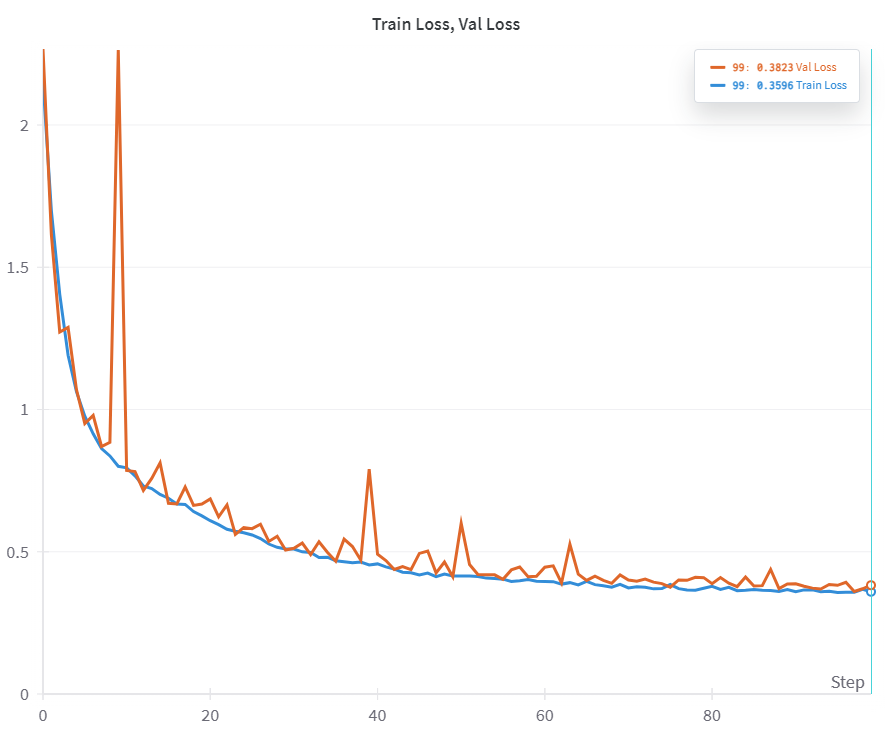 Train Loss, Val Loss
99: 0.3823 Val Loss
99: 0.3596 Train Loss
2
1.5
1
0.5
0
Step
0 20 40 60 80